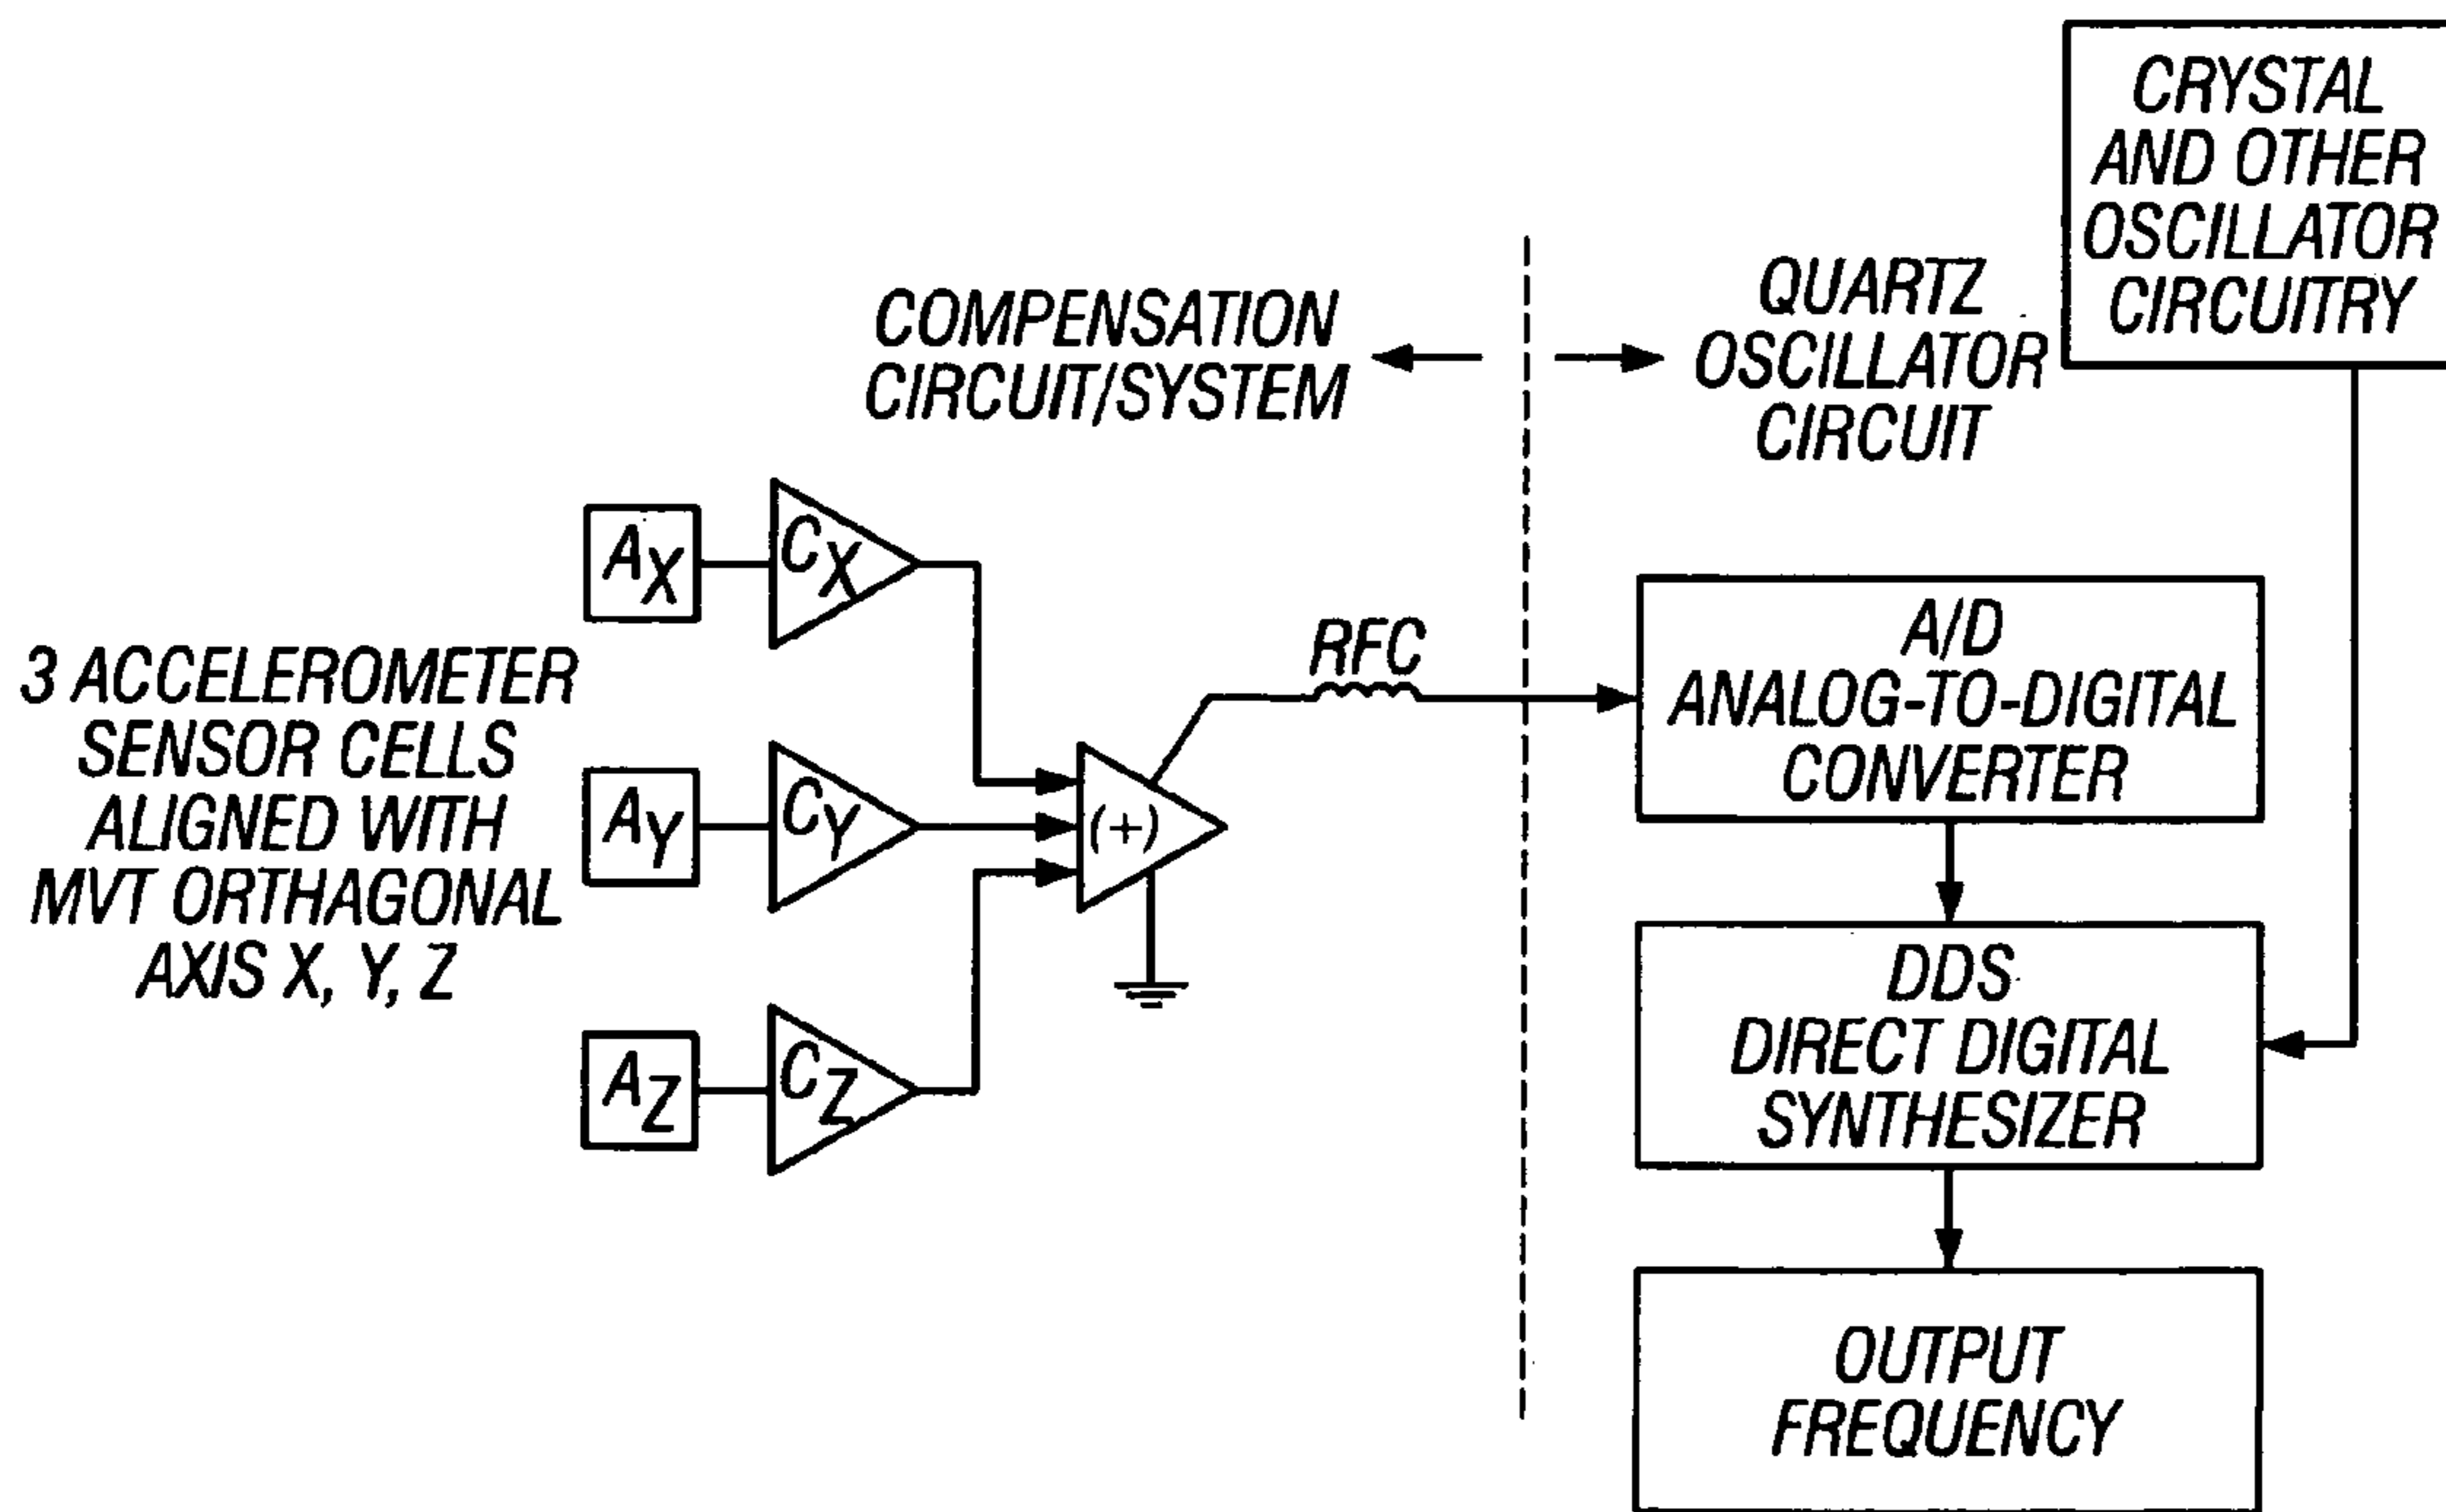 CRYSTAL
AND OTHER
OSCILLATOR
CIRCUITRY
COMPENSATION
CIRCUIT/SYSTEM
QUARTZ
OSCILLATOR
CIRCUIT
3 ACCELEROMETER
SENSOR CELLS
ALIGNED WITH
MVT ORTHAGONAL
AXIS X, Y, Z
AX
CX
AY
CY
AZ
CZ
(+)
RFC
A/D
ANALOG-TO-DIGITAL
CONVERTER
DDS
DIRECT DIGITAL
SYNTHESIZER
OUTPUT
FREQUENCY